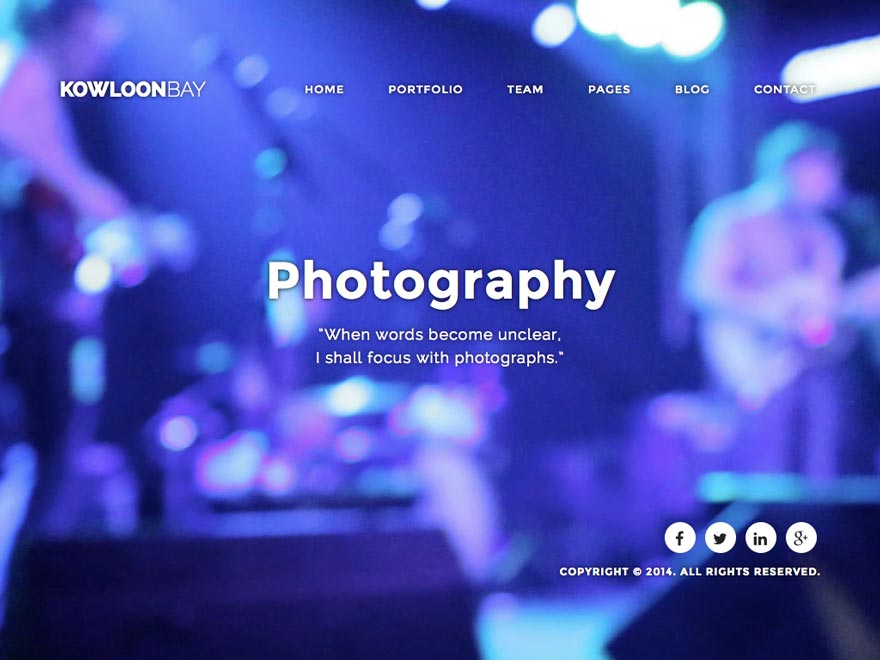 KOWLOONBAY
HOME PORTFOLIO TEAM PAGES BLOG CONTACT
Photography
"When words become unclear,
I shall focus with photographs."
f in g+
COPYRIGHT © 2014. ALL RIGHTS RESERVED.